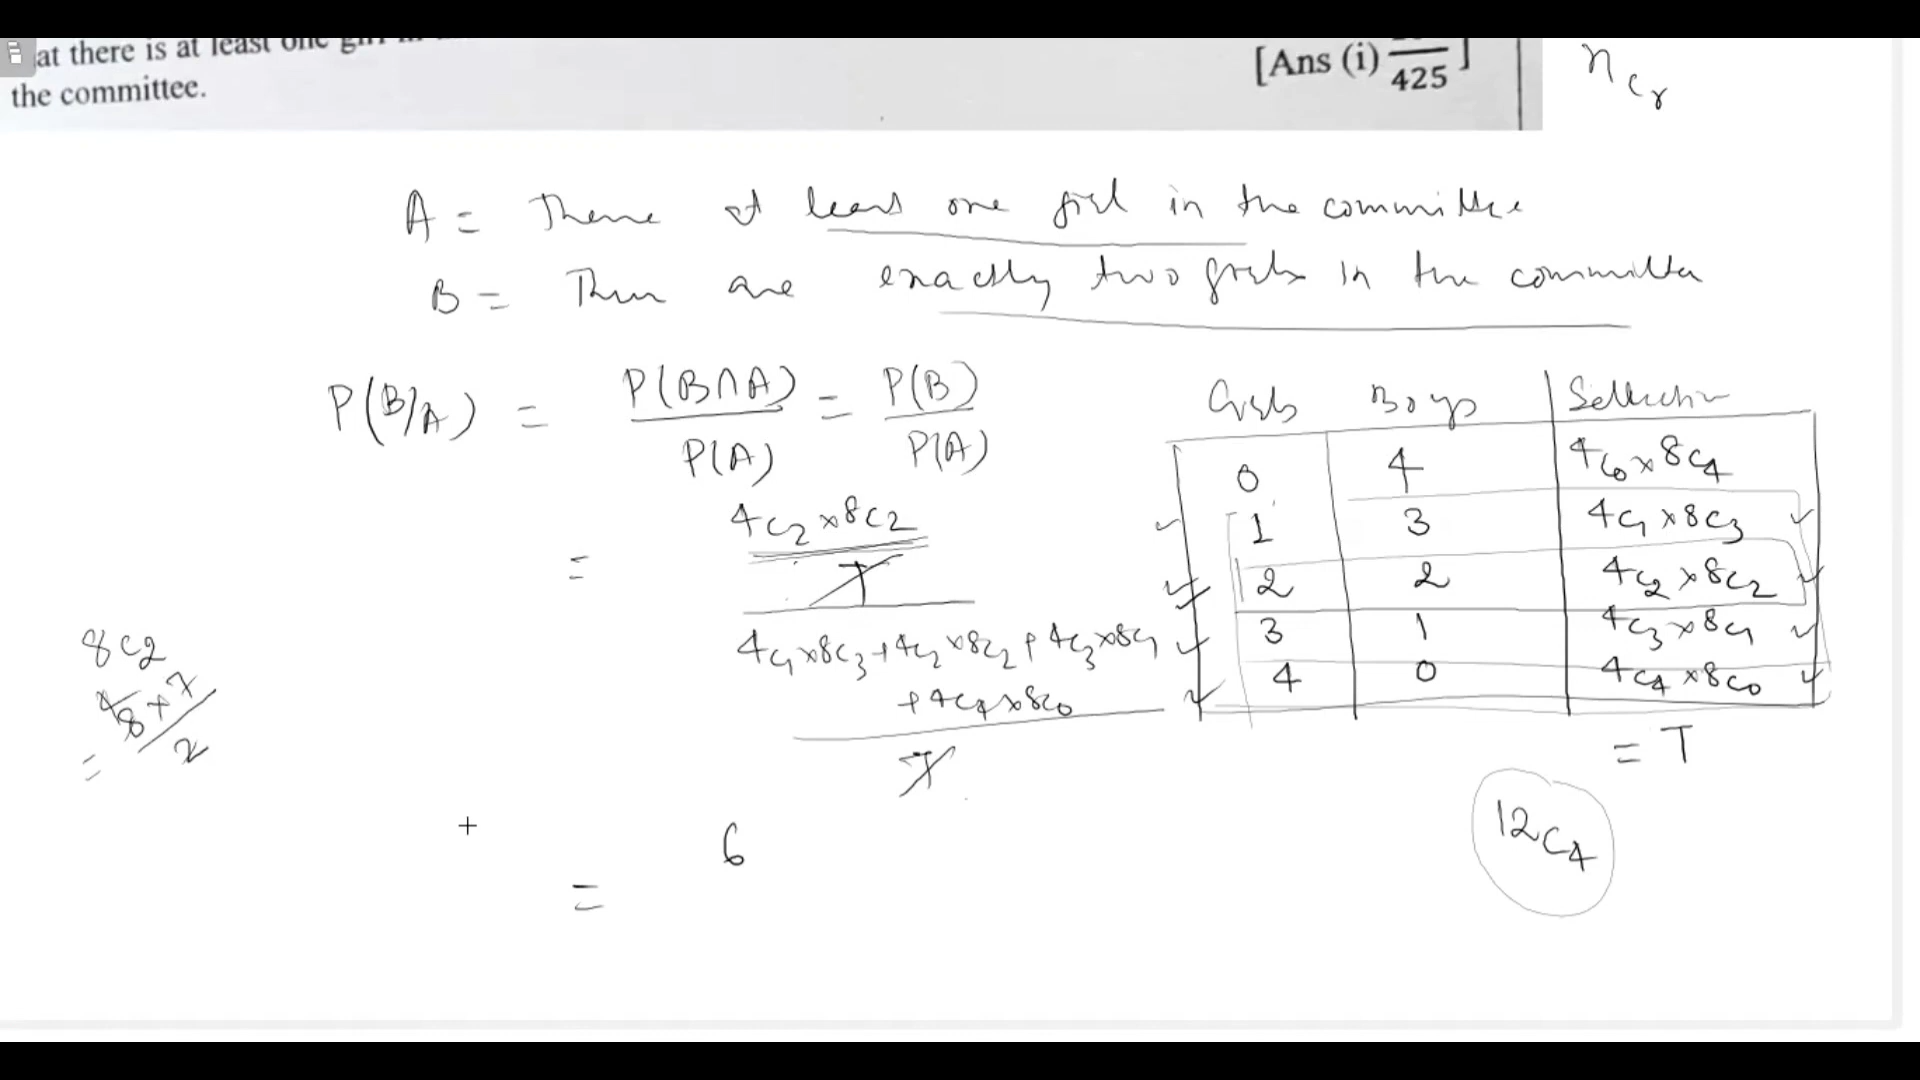 at there is at least one girl in
the committee.
[Ans (i) /425]
nCr
A = There at least one girl in the committee
B = There are exactly two girls in the committee
P(B/A) = P(B∩A)/P(A) = P(B)/P(A)
Girls Boys Selection
0 4 4C0 × 8C4
1 3 4C1 × 8C3
2 2 4C2 × 8C2
3 1 4C3 × 8C1
4 0 4C4 × 8C0
= T
12C4
= 4C2 × 8C2
T
4C1 × 8C3 + 4C2 × 8C2 + 4C3 × 8C1
+ 4C4 × 8C0
T
8C2
4
= 8 × 7 / 2
= 6